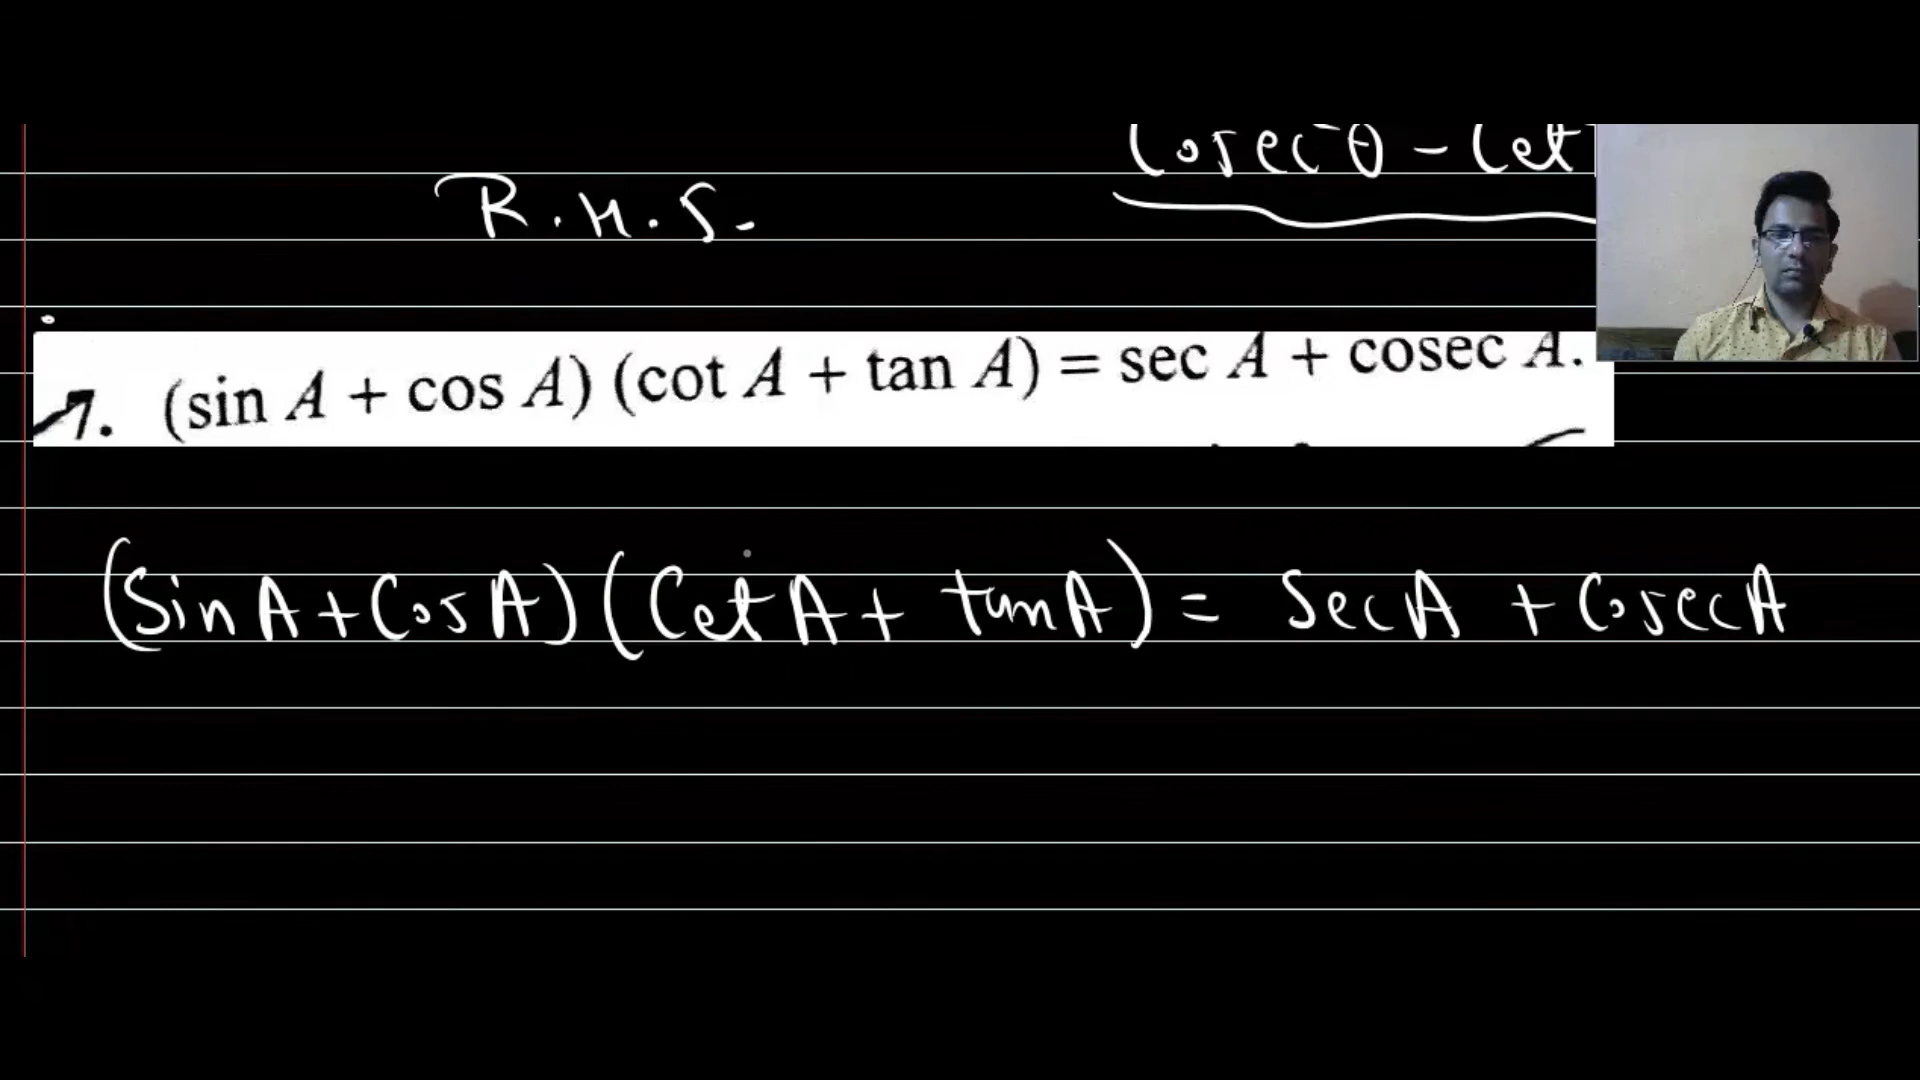 Cosec²θ - Cot
R.H.S.
7. (sin A + cos A) (cot A + tan A) = sec A + cosec A.
(Sin A + Cos A) (Cot A + tan A) = Sec A + Cosec A